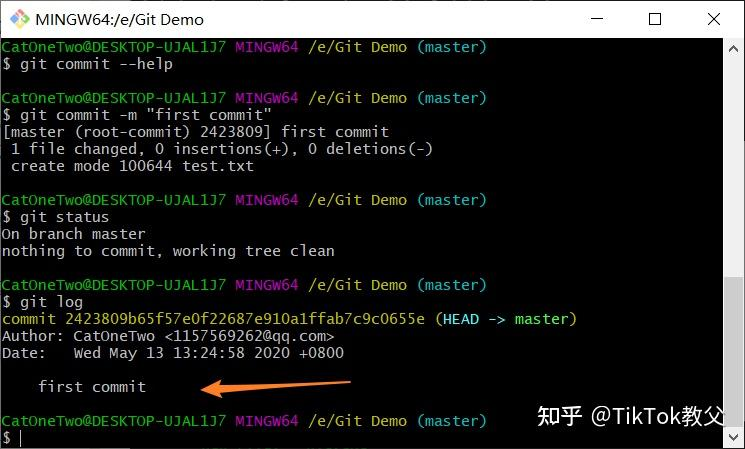 MINGW64:/e/Git Demo
CatOneTwo@DESKTOP-UJAL1J7 MINGW64 /e/Git Demo (master)
$ git commit --help
CatOneTwo@DESKTOP-UJAL1J7 MINGW64 /e/Git Demo (master)
$ git commit -m "first commit"
[master (root-commit) 2423809] first commit
 1 file changed, 0 insertions(+), 0 deletions(-)
 create mode 100644 test.txt
CatOneTwo@DESKTOP-UJAL1J7 MINGW64 /e/Git Demo (master)
$ git status
On branch master
nothing to commit, working tree clean
CatOneTwo@DESKTOP-UJAL1J7 MINGW64 /e/Git Demo (master)
$ git log
commit 2423809b65f57e0f22687e910a1ffab7c9c0655e (HEAD -> master)
Author: CatOneTwo <1157569262@qq.com>
Date:   Wed May 13 13:24:58 2020 +0800
    first commit
CatOneTwo@DESKTOP-UJAL1J7 MINGW64 /e/Git Demo (master)
$
知乎 @TikTok教父